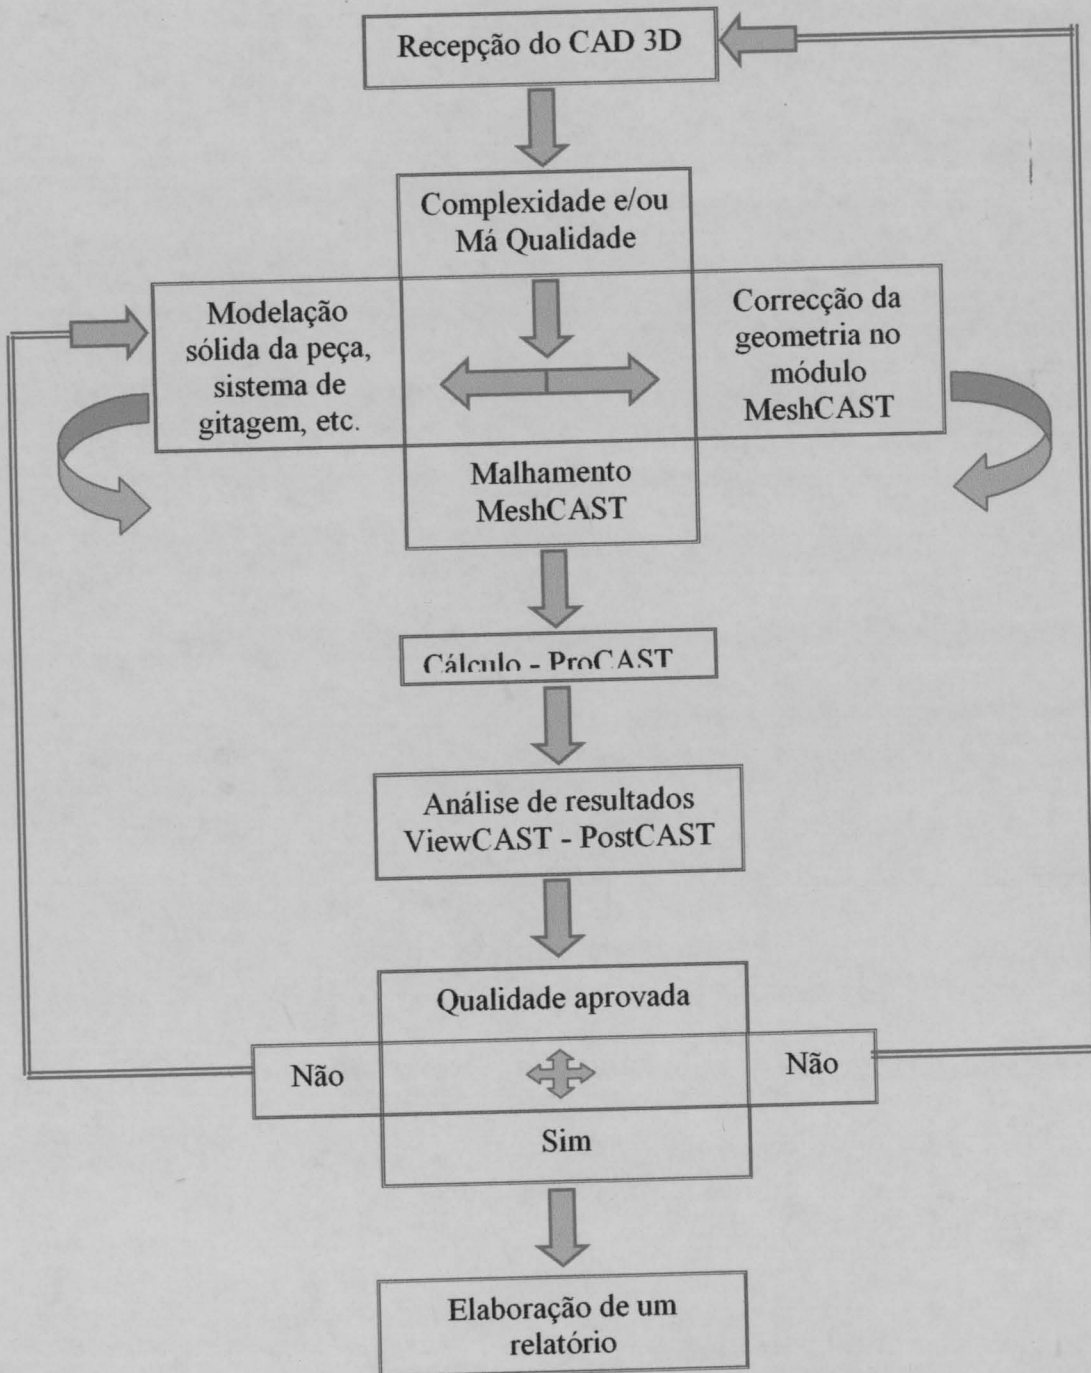 Recepção do CAD 3D
Complexidade e/ou
Má Qualidade
Modelação
sólida da peça,
sistema de
gitagem, etc.
Correcção da
geometria no
módulo
MeshCAST
Malhamento
MeshCAST
Cálculo - ProCAST
Análise de resultados
ViewCAST - PostCAST
Qualidade aprovada
Não
Não
Sim
Elaboração de um
relatório